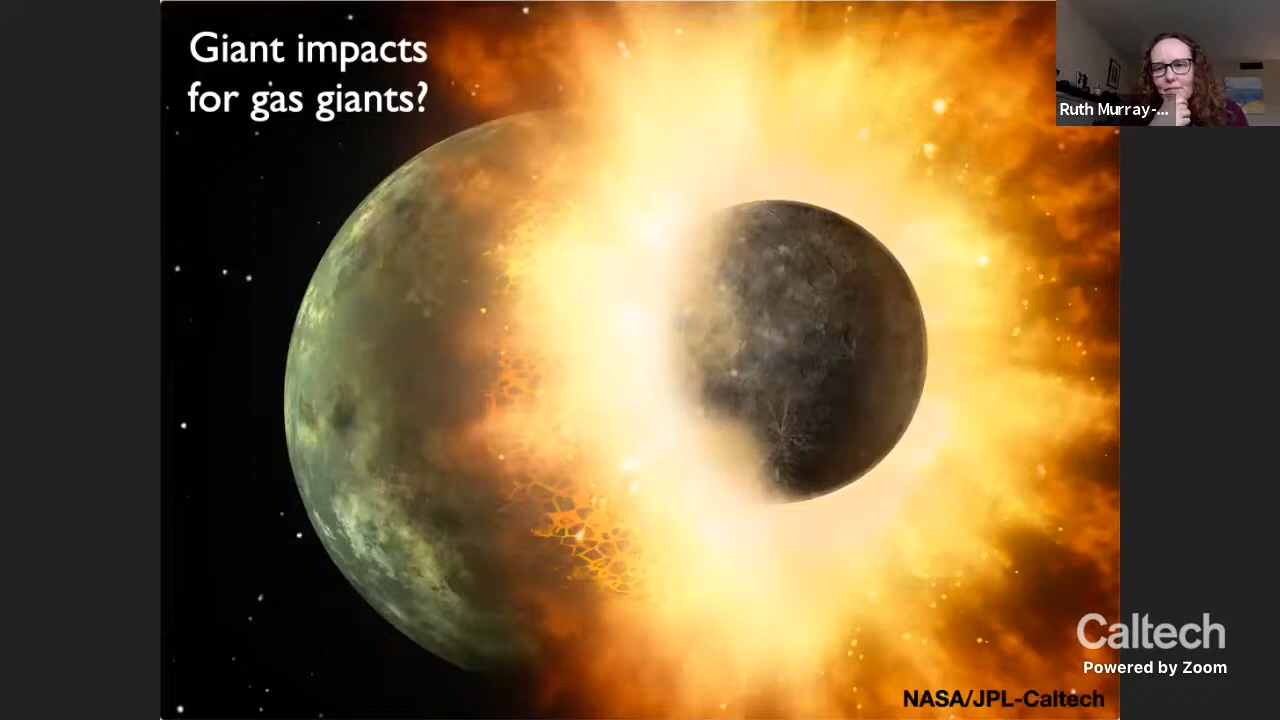 Giant impacts
for gas giants?
Ruth Murray-...
Caltech
Powered by Zoom
NASA/JPL-Caltech